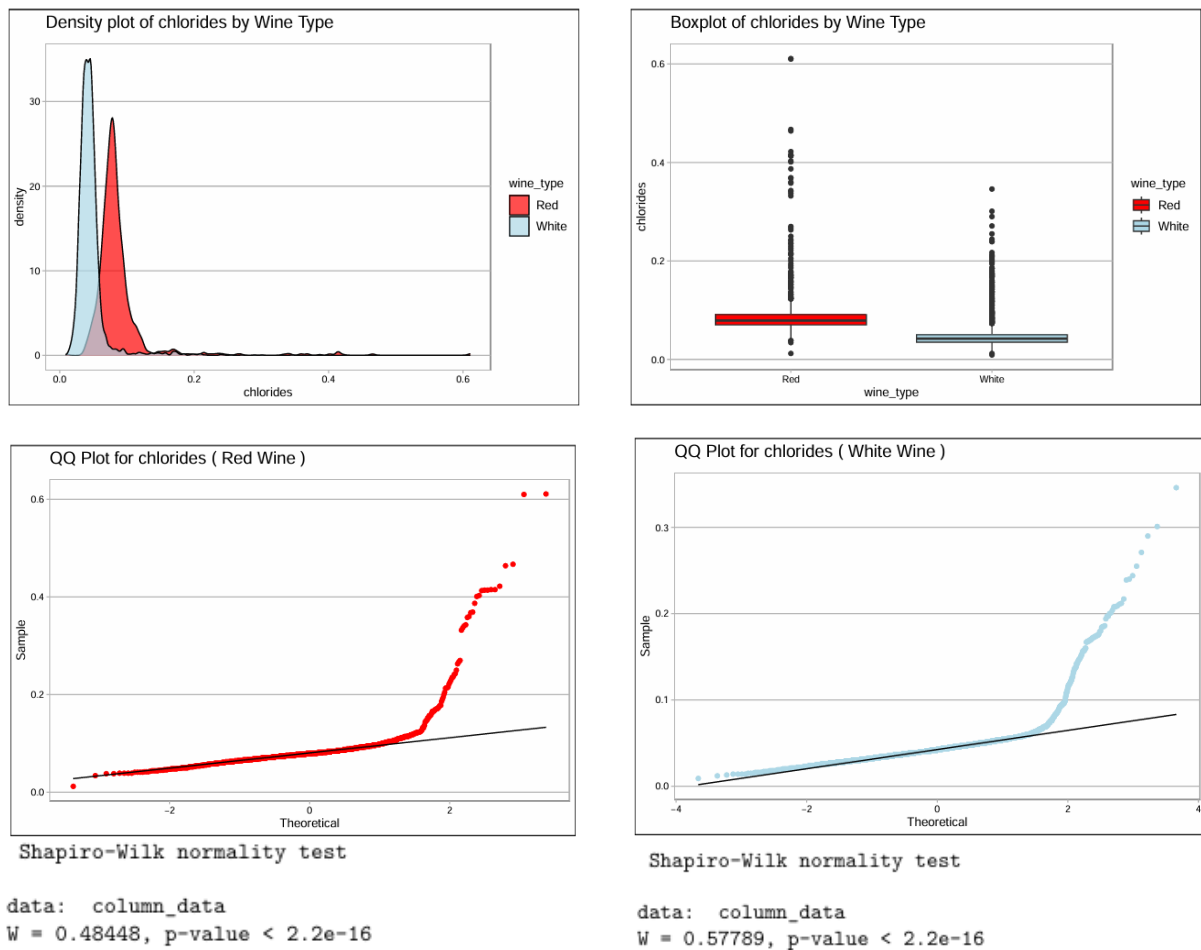 Density plot of chlorides by Wine Type
30
20
10
0
density
0.0 0.2 0.4 0.6
chlorides
wine_type
Red
White
Boxplot of chlorides by Wine Type
0.6
0.4
0.2
0.0
chlorides
Red White
wine_type
wine_type
Red
White
QQ Plot for chlorides ( Red Wine )
0.6
0.4
0.2
0.0
Sample
−2 0 2
Theoretical
Shapiro-Wilk normality test
data: column_data
W = 0.48448, p-value < 2.2e-16
QQ Plot for chlorides ( White Wine )
0.3
0.2
0.1
0.0
Sample
−4 −2 0 2 4
Theoretical
Shapiro-Wilk normality test
data: column_data
W = 0.57789, p-value < 2.2e-16